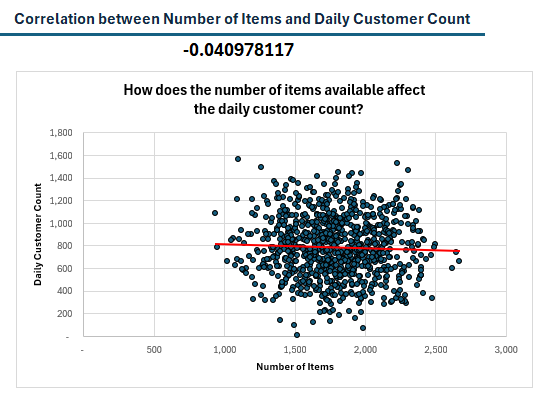 Correlation between Number of Items and Daily Customer Count
-0.040978117
How does the number of items available affect
the daily customer count?
1,800
1,600
1,400
1,200
1,000
800
600
400
200
-
Daily Customer Count
- 500 1,000 1,500 2,000 2,500 3,000
Number of Items